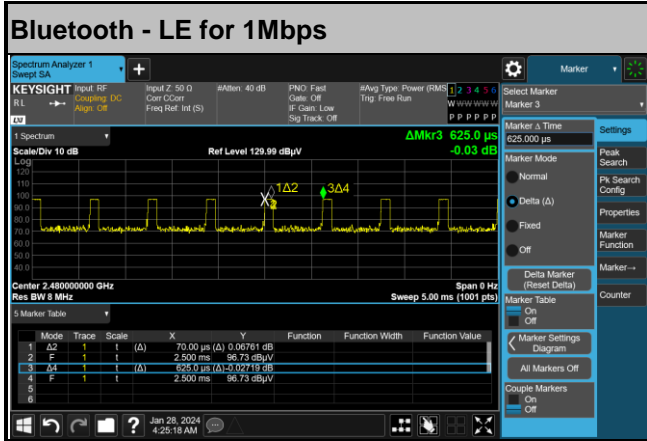 Bluetooth - LE for 1Mbps
Spectrum Analyzer 1
Swept SA
+
Marker
KEYSIGHT Input: RF Input Z: 50 Ω #Atten: 40 dB PNO: Fast #Avg Type: Power (RMS 1 2 3 4 5 6
RL Coupling: DC Corr CCorr Gate: Off Trig: Free Run
Align: Off Freq Ref: Int (S) IF Gain: Low W W W W W W
Sig Track: Off P P P P P P
Select Marker
Marker 3
LXI
1 Spectrum
ΔMkr3 625.0 µs
Scale/Div 10 dB Ref Level 129.99 dBµV -0.03 dB
Log
120
110
100
90.0
80.0
70.0
60.0
50.0
40.0
X 1Δ2 3Δ4
Center 2.480000000 GHz Span 0 Hz
Res BW 8 MHz Sweep 5.00 ms (1001 pts)
5 Marker Table
Mode Trace Scale X Y Function Function Width Function Value
1 Δ2 1 t (Δ) 70.00 µs (Δ) 0.06761 dB
2 F 1 t 2.500 ms 96.73 dBµV
3 Δ4 1 t (Δ) 625.0 µs (Δ) -0.02719 dB
4 F 1 t 2.500 ms 96.73 dBµV
5
6
Marker Δ Time
625.000 µs
Marker Mode
Normal
Delta (Δ)
Fixed
Off
Delta Marker
(Reset Delta)
Marker Table
On
Off
Marker Settings
Diagram
All Markers Off
Couple Markers
On
Off
Settings
Peak
Search
Pk Search
Config
Properties
Marker
Function
Marker→
Counter
?
Jan 28, 2024
4:25:18 AM